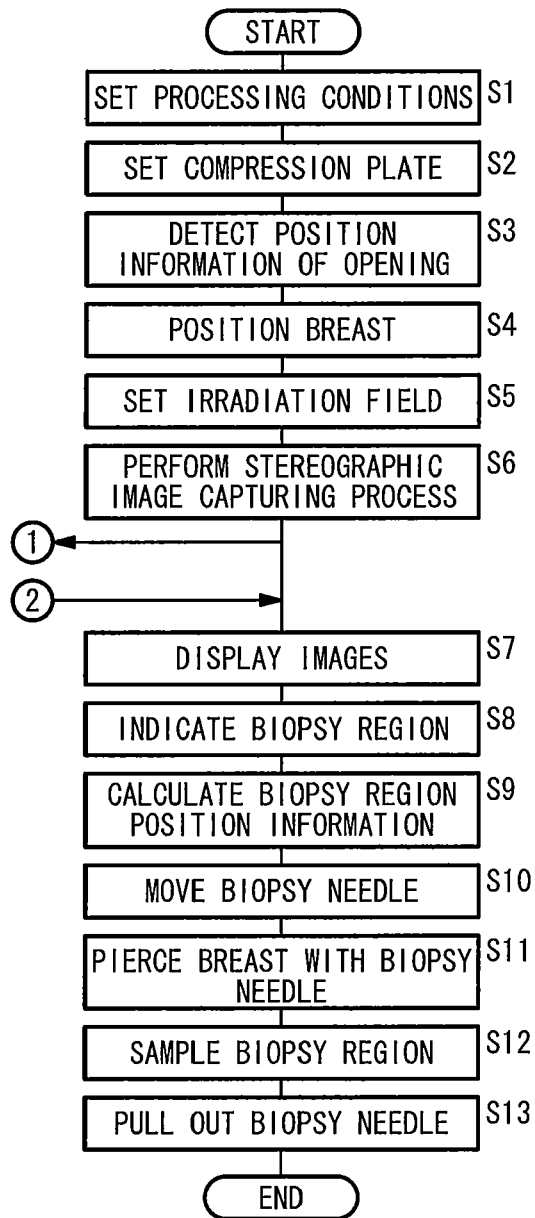 START
SET PROCESSING CONDITIONS S1
SET COMPRESSION PLATE S2
DETECT POSITION S3
INFORMATION OF OPENING
POSITION BREAST S4
SET IRRADIATION FIELD S5
PERFORM STEREOGRAPHIC S6
IMAGE CAPTURING PROCESS
1
2
DISPLAY IMAGES S7
INDICATE BIOPSY REGION S8
CALCULATE BIOPSY REGION S9
POSITION INFORMATION
MOVE BIOPSY NEEDLE S10
PIERCE BREAST WITH BIOPSY S11
NEEDLE
SAMPLE BIOPSY REGION S12
PULL OUT BIOPSY NEEDLE S13
END